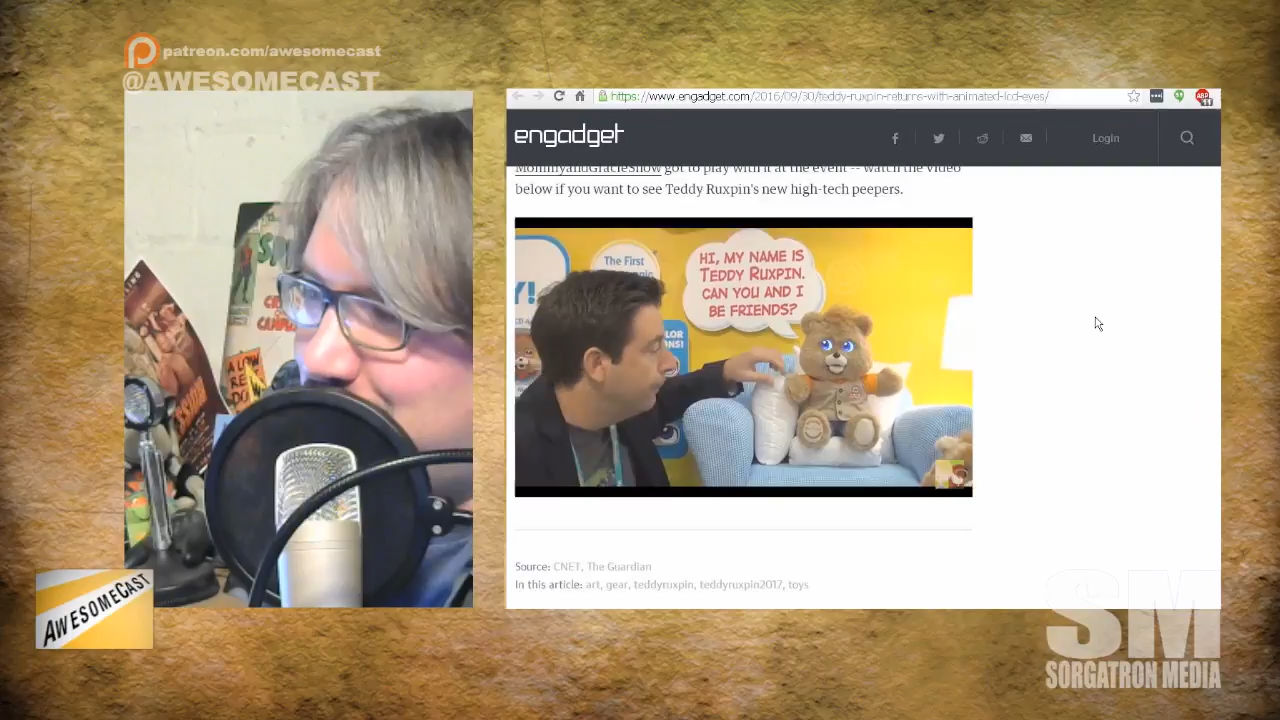 patreon.com/awesomecast
@AWESOMECAST
https://www.engadget.com/2016/09/30/teddy-ruxpin-returns-with-animated-lcd-eyes/
ABP
11
engadget
Login
MommyandGracieShow got to play with it at the event -- watch the video
below if you want to see Teddy Ruxpin's new high-tech peepers.
The First
HI, MY NAME IS
TEDDY RUXPIN.
CAN YOU AND I
BE FRIENDS?
Source: CNET, The Guardian
In this article: art, gear, teddyruxpin, teddyruxpin2017, toys
AWESOMECAST
SM
SORGATRON MEDIA